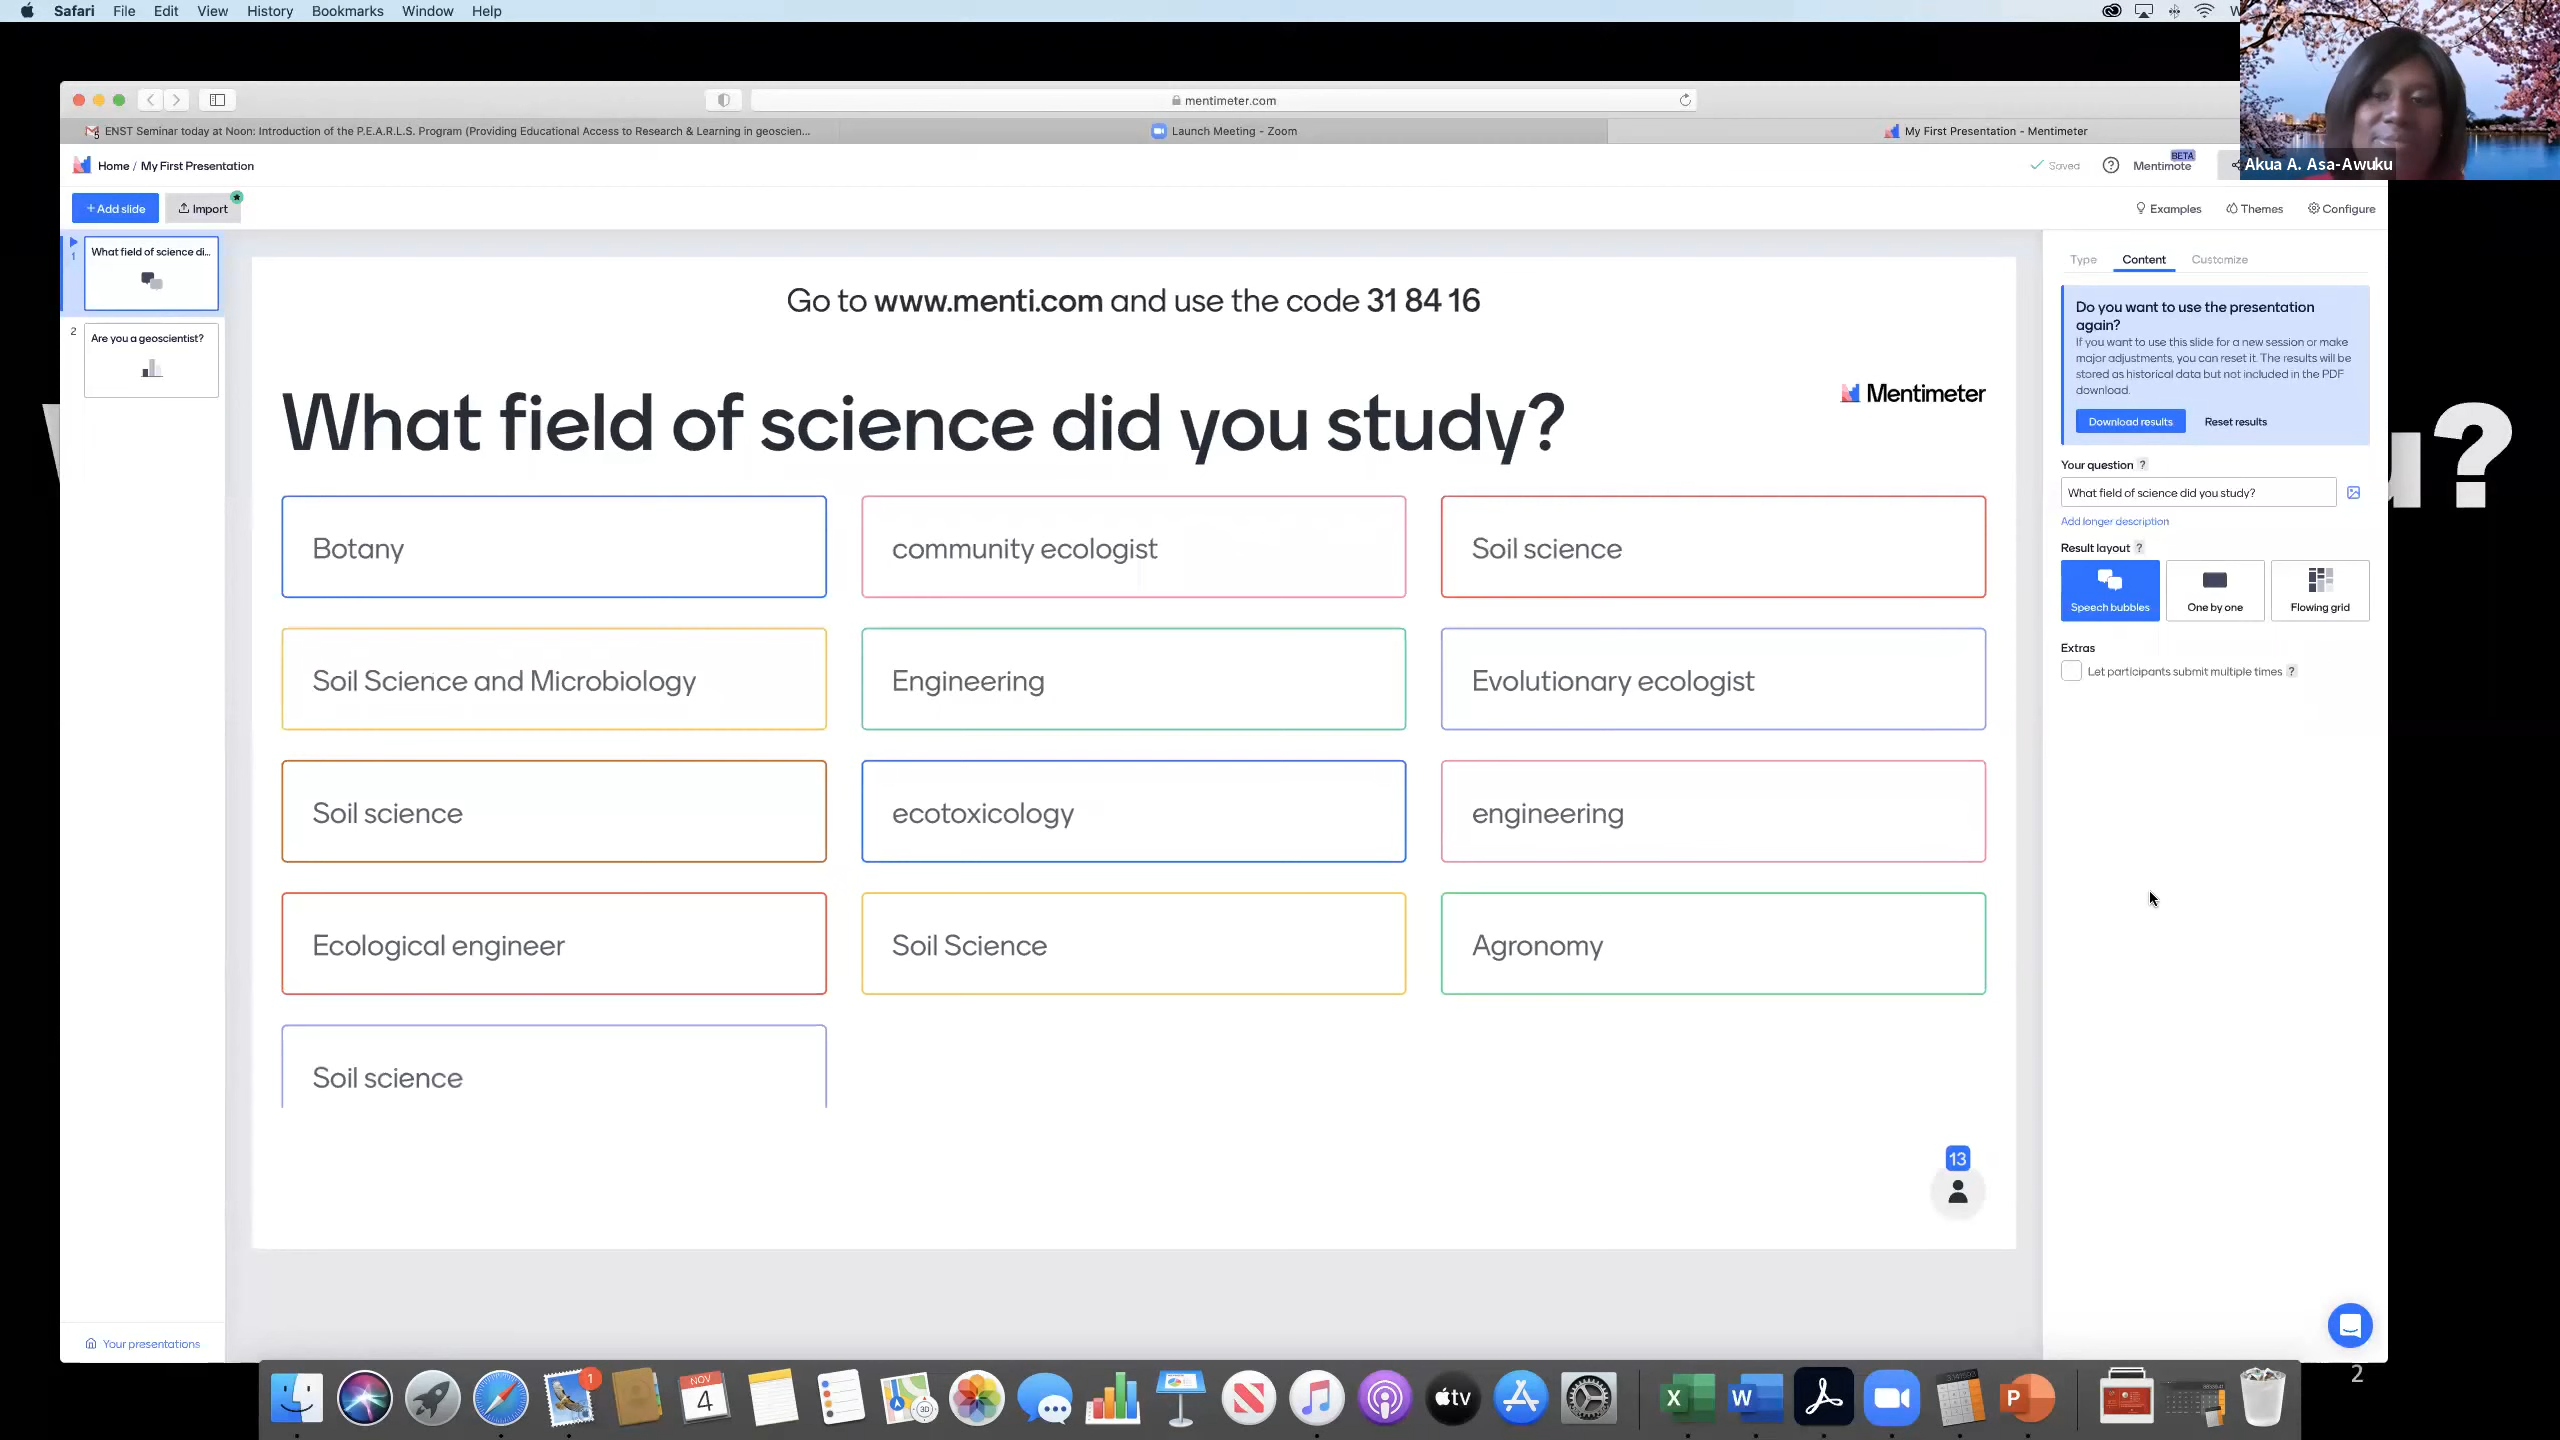 Safari File Edit View History Bookmarks Window Help
mentimeter.com
ENST Seminar today at Noon: Introduction of the P.E.A.R.L.S. Program (Providing Educational Access to Research & Learning in geoscien...
Launch Meeting - Zoom
My First Presentation - Mentimeter
Home / My First Presentation
Saved
Mentimote
BETA
Akua A. Asa-Awuku
+ Add slide
Import
Examples
Themes
Configure
1
What field of science di...
2
Are you a geoscientist?
Go to www.menti.com and use the code 31 84 16
What field of science did you study?
Mentimeter
Botany
community ecologist
Soil science
Soil Science and Microbiology
Engineering
Evolutionary ecologist
Soil science
ecotoxicology
engineering
Ecological engineer
Soil Science
Agronomy
Soil science
13
Type
Content
Customize
Do you want to use the presentation
again?
If you want to use this slide for a new session or make
major adjustments, you can reset it. The results will be
stored as historical data but not included in the PDF
download.
Download results
Reset results
Your question ?
What field of science did you study?
Add longer description
Result layout ?
Speech bubbles
One by one
Flowing grid
Extras
Let participants submit multiple times ?
u?
Your presentations
2
1
NOV
4
3D
tv
X
W
P